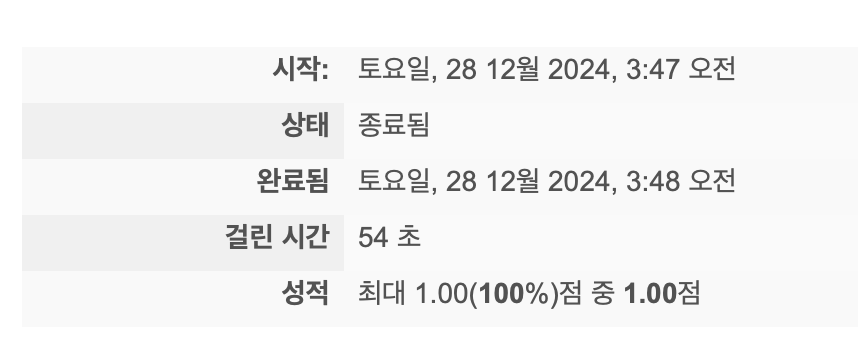 시작: 토요일, 28 12월 2024, 3:47 오전
상태 종료됨
완료됨 토요일, 28 12월 2024, 3:48 오전
걸린 시간 54 초
성적 최대 1.00(100%)점 중 1.00점